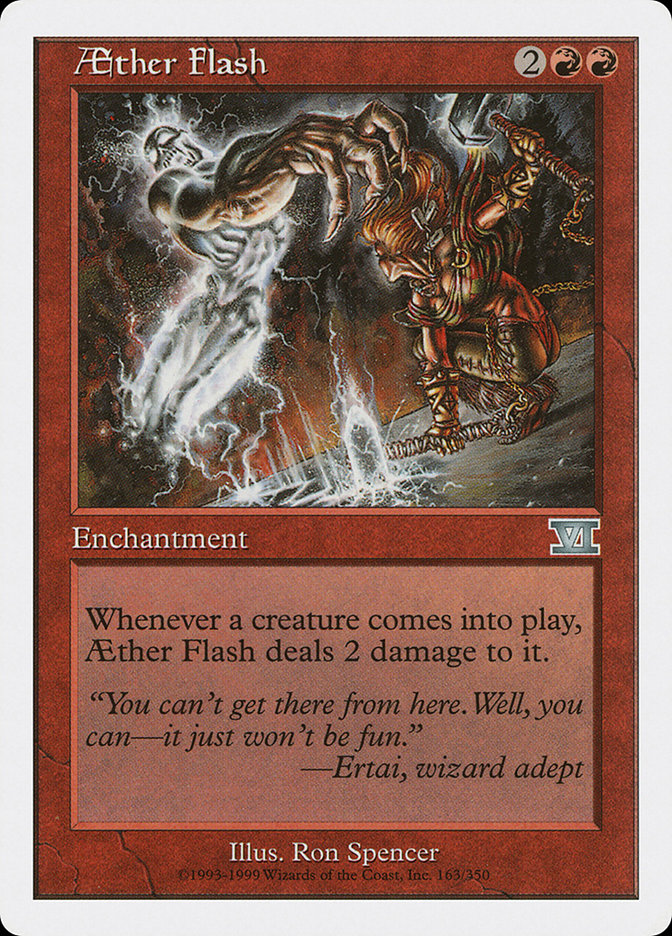 Æther Flash
2
Enchantment
VI
Whenever a creature comes into play,
Æther Flash deals 2 damage to it.
“You can’t get there from here. Well, you
can—it just won’t be fun.”
—Ertai, wizard adept
Illus. Ron Spencer
©1993-1999 Wizards of the Coast, Inc. 163/350